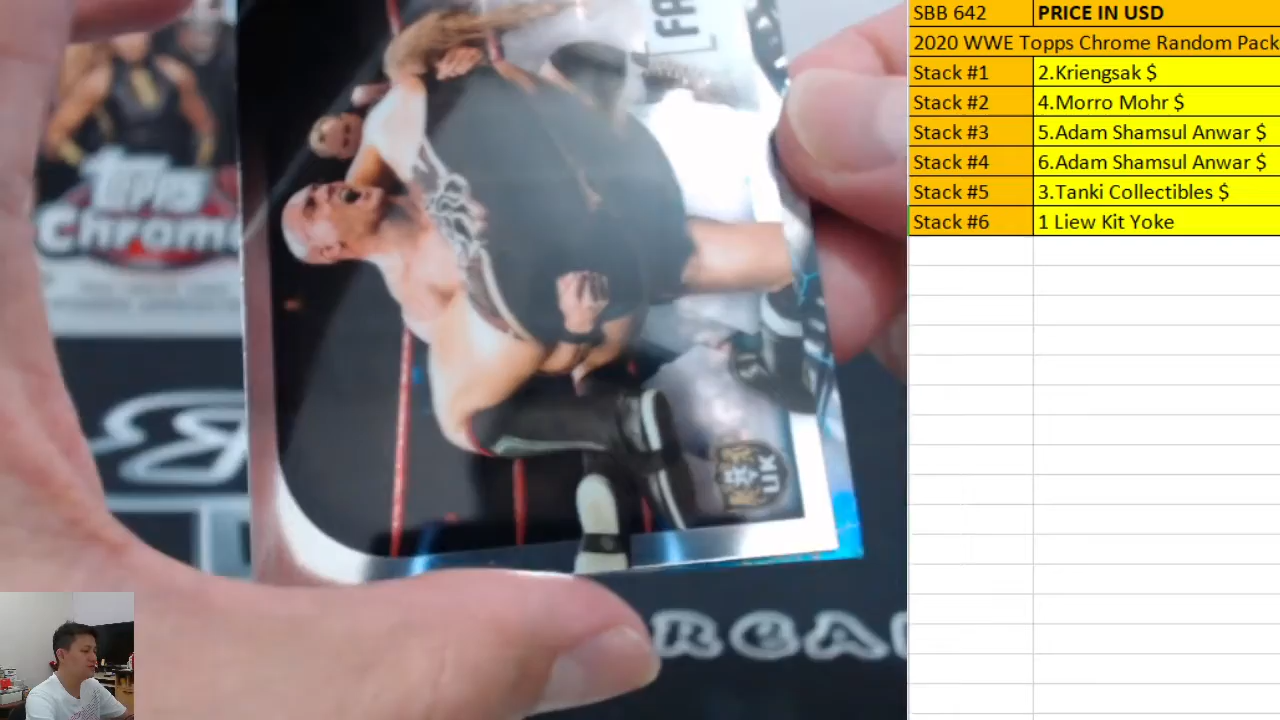 SBB 642 PRICE IN USD
2020 WWE Topps Chrome Random Pack
Stack #1 2.Kriengsak $
Stack #2 4.Morro Mohr $
Stack #3 5.Adam Shamsul Anwar $
Stack #4 6.Adam Shamsul Anwar $
Stack #5 3.Tanki Collectibles $
Stack #6 1 Liew Kit Yoke
Topps
Chrome
FA
UK
RCA